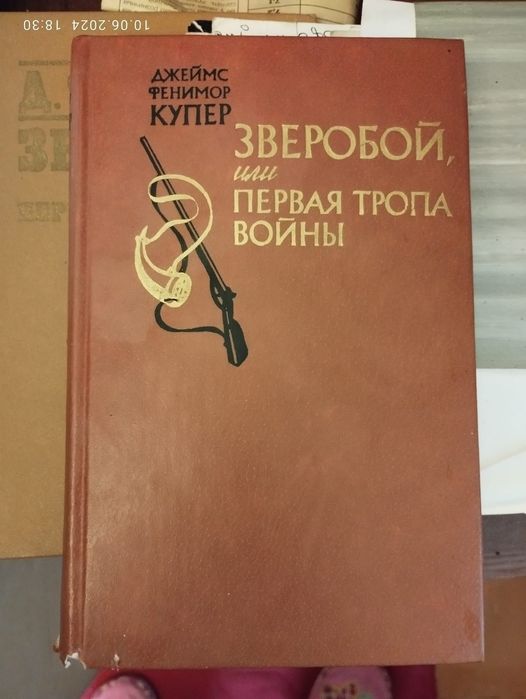 10.06.2024 18:30
ДЖЕЙМС
ФЕНИМОР
КУПЕР
ЗВЕРОБОЙ,
или
ПЕРВАЯ ТРОПА
ВОЙНЫ